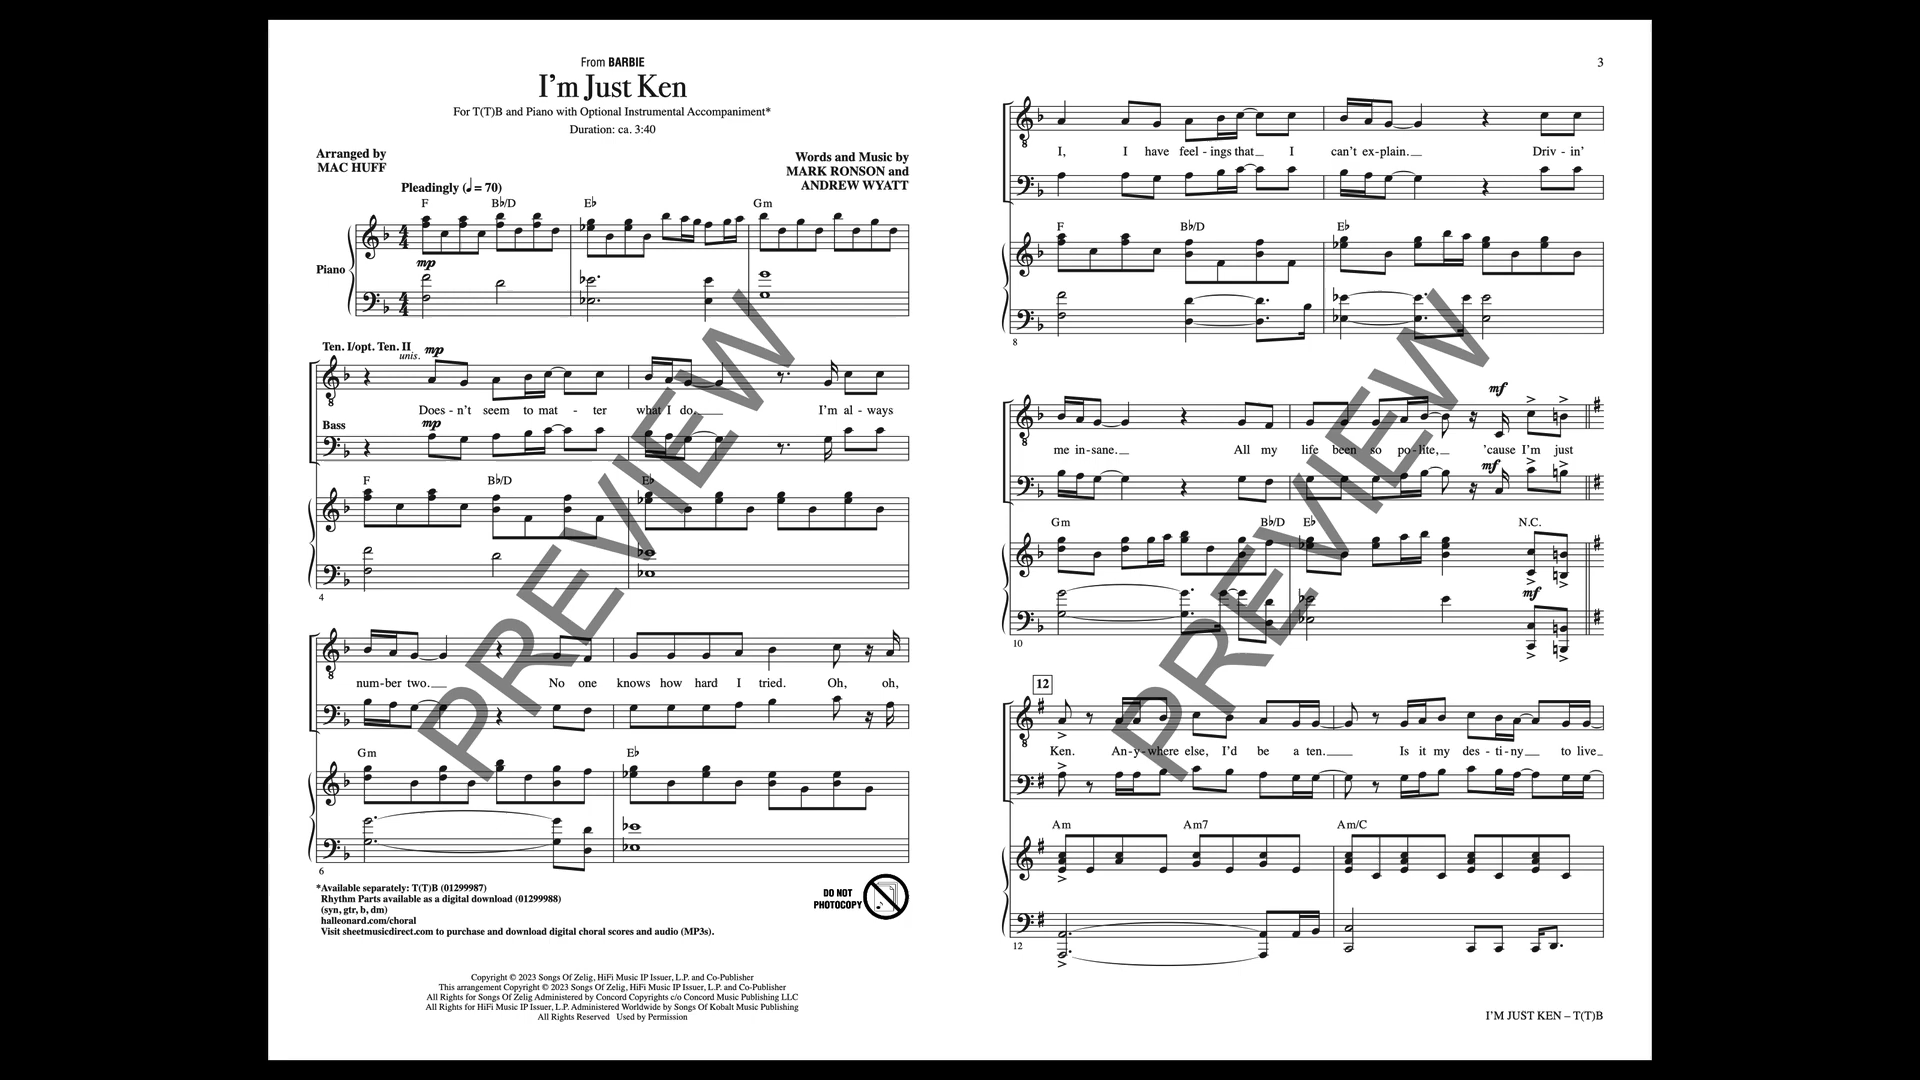 From BARBIE
I'm Just Ken
For T(T)B and Piano with Optional Instrumental Accompaniment*
Duration: ca. 3:40
Arranged by
MAC HUFF
Words and Music by
MARK RONSON and
ANDREW WYATT
Pleadingly (♩= 70)
F B♭/D E♭ Gm
Piano
mp
Ten. I/opt. Ten. II
unis. mp
Does - n't seem to mat - ter what I do. I'm al - ways
Bass
mp
F B♭/D E♭
4
num-ber two. No one knows how hard I tried. Oh, oh,
Gm E♭
6
*Available separately: T(T)B (01299987)
Rhythm Parts available as a digital download (01299988)
(syn, gtr, b, dm)
halleonard.com/choral
Visit sheetmusicdirect.com to purchase and download digital choral scores and audio (MP3s).
DO NOT
PHOTOCOPY
Copyright © 2023 Songs Of Zelig, HiFi Music IP Issuer, L.P. and Co-Publisher
This arrangement Copyright © 2023 Songs Of Zelig, HiFi Music IP Issuer, L.P. and Co-Publisher
All Rights for Songs Of Zelig Administered by Concord Copyrights c/o Concord Music Publishing LLC
All Rights for HiFi Music IP Issuer, L.P. Administered Worldwide by Songs Of Kobalt Music Publishing
All Rights Reserved Used by Permission
PREVIEW
3
I, I have feel - ings that I can't ex-plain. Driv - in'
F B♭/D E♭
8
mf
me in-sane. All my life been so po-lite, 'cause I'm just
mf
Gm B♭/D E♭ N.C.
mf
10
12
Ken. An-y-where else, I'd be a ten. Is it my des - ti - ny to live
Am Am7 Am/C
12
I'M JUST KEN – T(T)B
PREVIEW